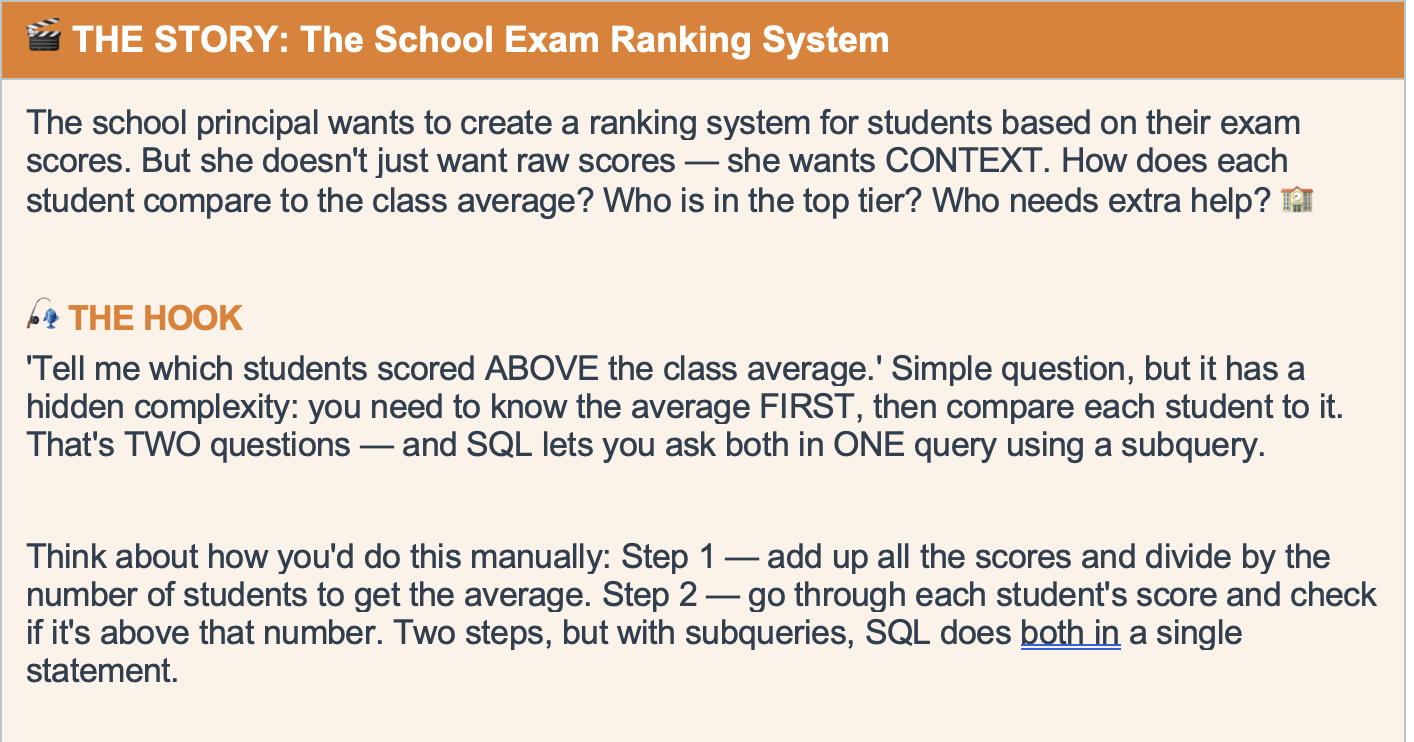 🎬 THE STORY: The School Exam Ranking System
The school principal wants to create a ranking system for students based on their exam
scores. But she doesn't just want raw scores — she wants CONTEXT. How does each
student compare to the class average? Who is in the top tier? Who needs extra help? 🏫
🎣 THE HOOK
'Tell me which students scored ABOVE the class average.' Simple question, but it has a
hidden complexity: you need to know the average FIRST, then compare each student to it.
That's TWO questions — and SQL lets you ask both in ONE query using a subquery.
Think about how you'd do this manually: Step 1 — add up all the scores and divide by the
number of students to get the average. Step 2 — go through each student's score and check
if it's above that number. Two steps, but with subqueries, SQL does both in a single
statement.